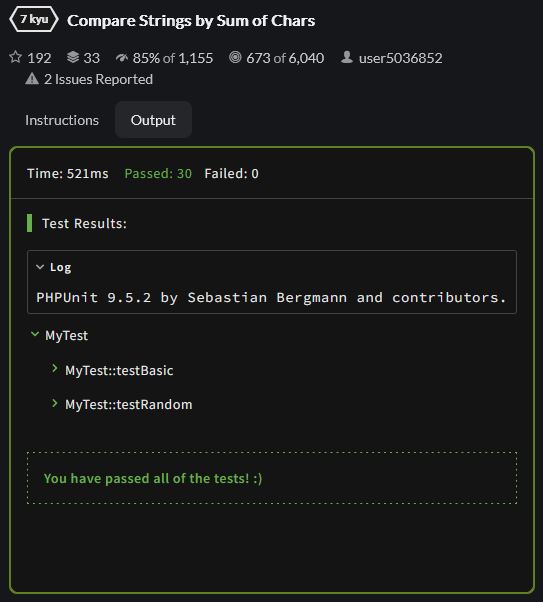 7 kyu Compare Strings by Sum of Chars
192 33 85% of 1,155 673 of 6,040 user5036852
2 Issues Reported
Instructions Output
Time: 521ms Passed: 30 Failed: 0
Test Results:
Log
PHPUnit 9.5.2 by Sebastian Bergmann and contributors.
MyTest
MyTest::testBasic
MyTest::testRandom
You have passed all of the tests! :)